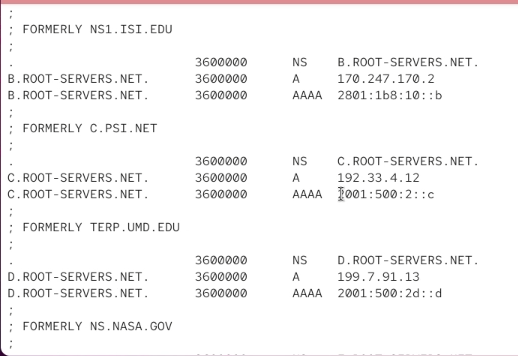 ;
; FORMERLY NS1.ISI.EDU
;
.                        3600000      NS    B.ROOT-SERVERS.NET.
B.ROOT-SERVERS.NET.      3600000      A     170.247.170.2
B.ROOT-SERVERS.NET.      3600000      AAAA  2801:1b8:10::b
;
; FORMERLY C.PSI.NET
;
.                        3600000      NS    C.ROOT-SERVERS.NET.
C.ROOT-SERVERS.NET.      3600000      A     192.33.4.12
C.ROOT-SERVERS.NET.      3600000      AAAA  2001:500:2::c
;
; FORMERLY TERP.UMD.EDU
;
.                        3600000      NS    D.ROOT-SERVERS.NET.
D.ROOT-SERVERS.NET.      3600000      A     199.7.91.13
D.ROOT-SERVERS.NET.      3600000      AAAA  2001:500:2d::d
;
; FORMERLY NS.NASA.GOV
;